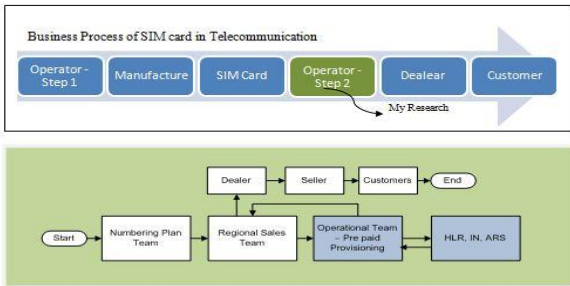 Business Process of SIM card in Telecommunication
Operator -
Step 1
Manufacture
SIM Card
Operator -
Step 2
Dealear
Customer
My Research
Dealer
Seller
Customers
End
Start
Numbering Plan
Team
Regional Sales
Team
Operational Team
– Pre paid
Provisioning
HLR, IN, ARS